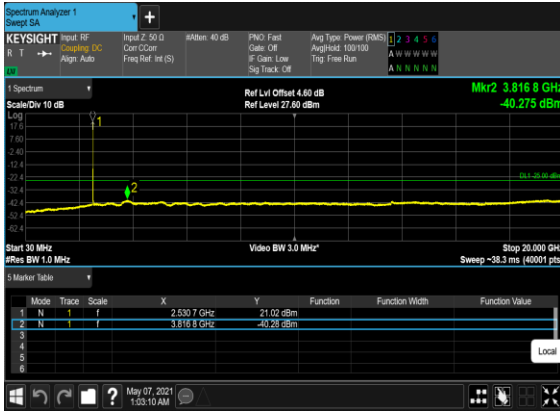 Spectrum Analyzer 1
Swept SA
+
KEYSIGHT
R T
LW
Input: RF
Coupling: DC
Align: Auto
Input Z: 50 Ω
Corr CCorr
Freq Ref: Int (S)
#Atten: 40 dB
PNO: Fast
Gate: Off
IF Gain: Low
Sig Track: Off
Avg Type: Power (RMS)
Avg|Hold: 100/100
Trig: Free Run
1 2 3 4 5 6
A W W W W W
A N N N N N
1 Spectrum
Scale/Div 10 dB
Ref Lvl Offset 4.60 dB
Ref Level 27.60 dBm
Mkr2 3.816 8 GHz
-40.275 dBm
Log
17.6
7.60
-2.40
-12.4
-22.4
-32.4
-42.4
-52.4
-62.4
1
2
DL1 -25.00 dBm
Start 30 MHz
#Res BW 1.0 MHz
Video BW 3.0 MHz*
Stop 20.000 GHz
Sweep ~38.3 ms (40001 pts)
5 Marker Table
Mode Trace Scale X Y Function Function Width Function Value
1 N 1 f 2.530 7 GHz 21.02 dBm
2 N 1 f 3.816 8 GHz -40.28 dBm
3
4
5
6
Local
?
May 07, 2021
1:03:10 AM